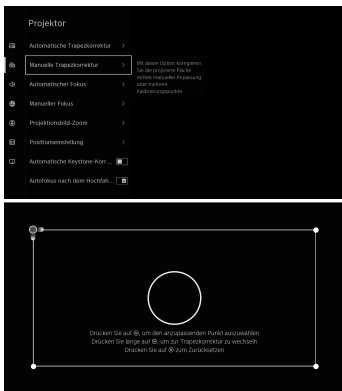 Projektor
Automatische Trapezkorrektur
Manuelle Trapezkorrektur
Mit dieser Option korrigieren
Sie die projizierte Fläche
mittels manueller Anpassung
über mehrere
Kalibrierungspunkte.
Automatischer Fokus
Manueller Fokus
Projektionsbild-Zoom
Positionseinstellung
Automatische Keystone-Korr...
Autofokus nach dem Hochfah...
Drücken Sie auf ⊛, um den anzupassenden Punkt auszuwählen
Drücken Sie lange auf ⊛, um zur Trapezkorrektur zu wechseln
Drücken Sie auf ⊛ zum Zurücksetzen